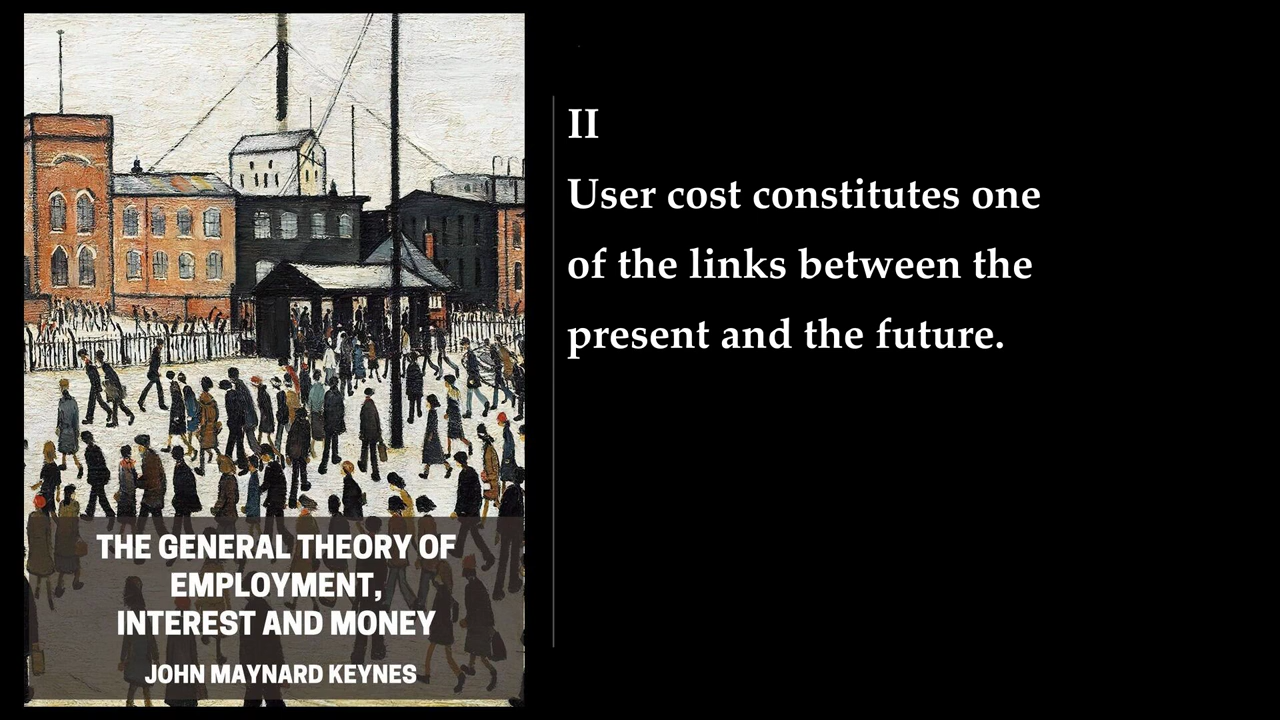 THE GENERAL THEORY OF
EMPLOYMENT,
INTEREST AND MONEY
JOHN MAYNARD KEYNES
II
User cost constitutes one
of the links between the
present and the future.